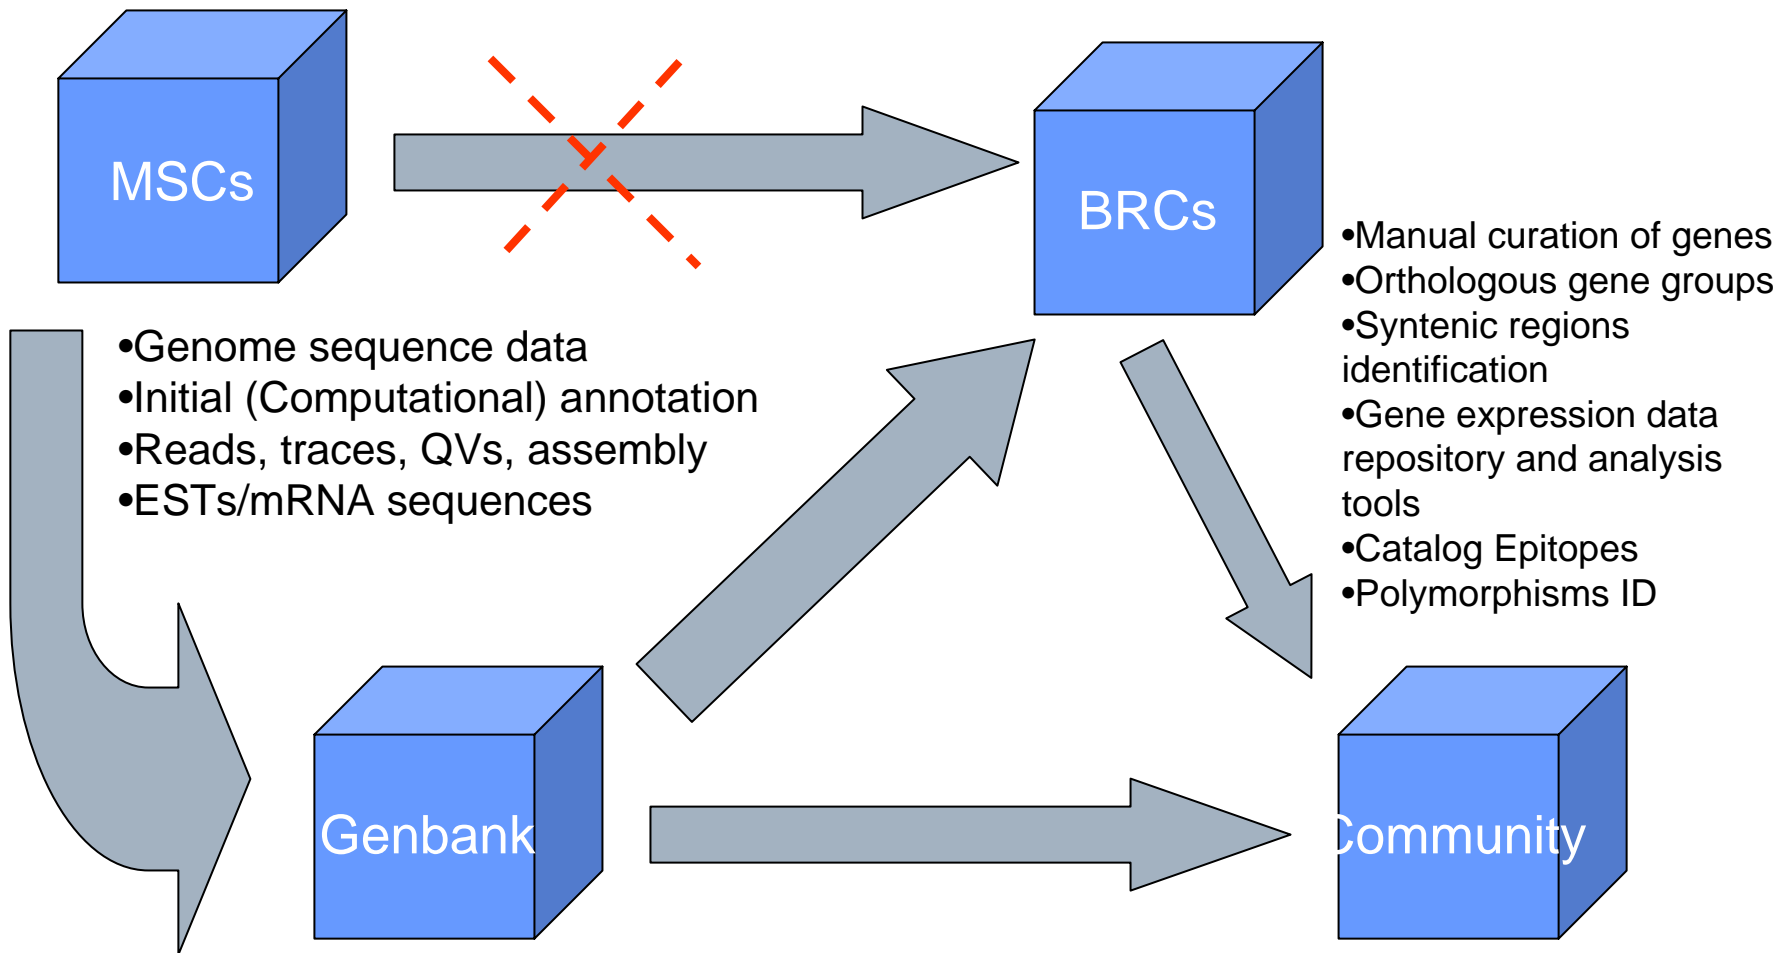 MSCs
BRCs
•Genome sequence data
•Initial (Computational) annotation
•Reads, traces, QVs, assembly
•ESTs/mRNA sequences
•Manual curation of genes
•Orthologous gene groups
•Syntenic regions
identification
•Gene expression data
repository and analysis
tools
•Catalog Epitopes
•Polymorphisms ID
Genbank
Community